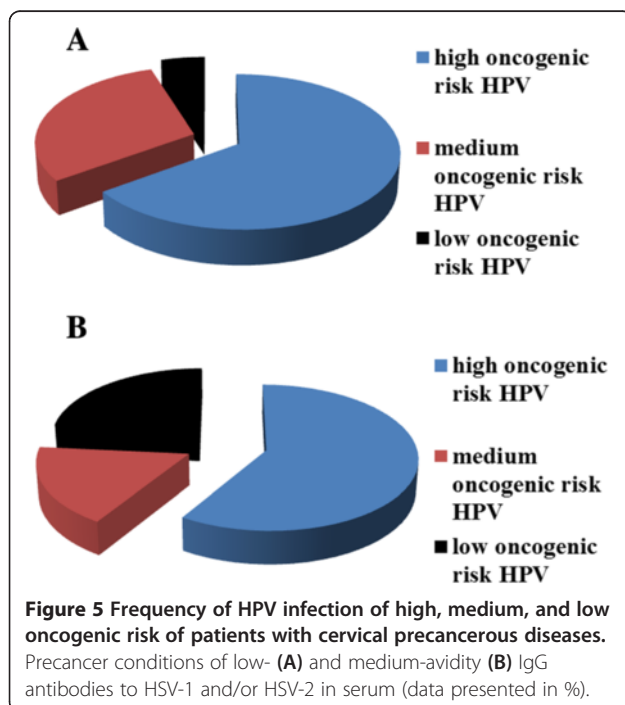 A
high oncogenic
risk HPV
medium
oncogenic risk
HPV
low oncogenic
risk HPV
B
high oncogenic
risk HPV
medium
oncogenic risk
HPV
low oncogenic
risk HPV
Figure 5 Frequency of HPV infection of high, medium, and low
oncogenic risk of patients with cervical precancerous diseases.
Precancer conditions of low- (A) and medium-avidity (B) IgG
antibodies to HSV-1 and/or HSV-2 in serum (data presented in %).